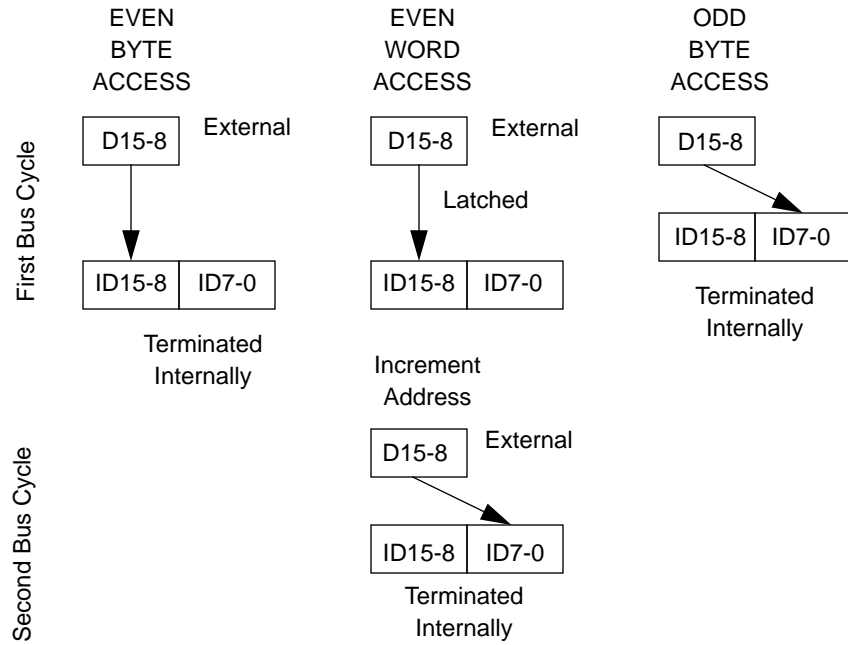 EVEN
BYTE
ACCESS
EVEN
WORD
ACCESS
ODD
BYTE
ACCESS
First Bus Cycle
D15-8
External
ID15-8
ID7-0
Terminated
Internally
D15-8
External
Latched
ID15-8
ID7-0
D15-8
ID15-8
ID7-0
Terminated
Internally
Second Bus Cycle
Increment
Address
D15-8
External
ID15-8
ID7-0
Terminated
Internally